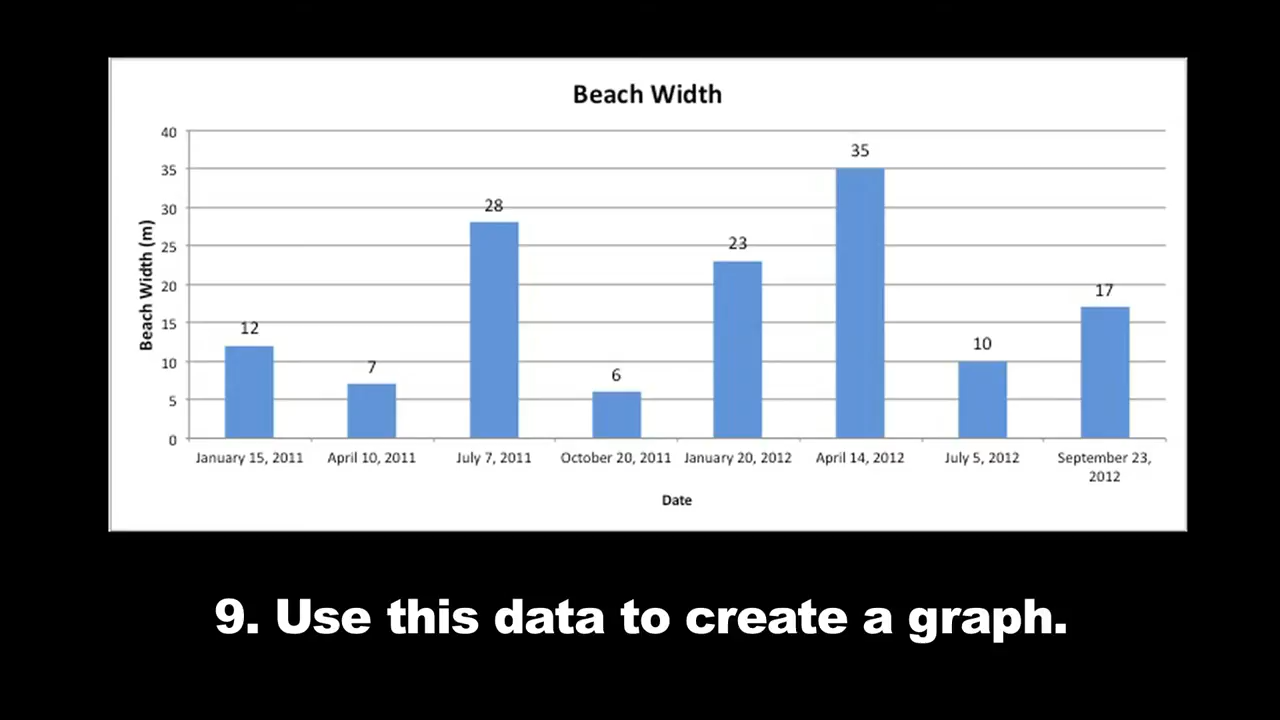 Beach Width
40
35
30
25
20
15
10
5
0
Beach Width (m)
12
7
28
6
23
35
10
17
January 15, 2011
April 10, 2011
July 7, 2011
October 20, 2011
January 20, 2012
April 14, 2012
July 5, 2012
September 23,
2012
Date
9. Use this data to create a graph.